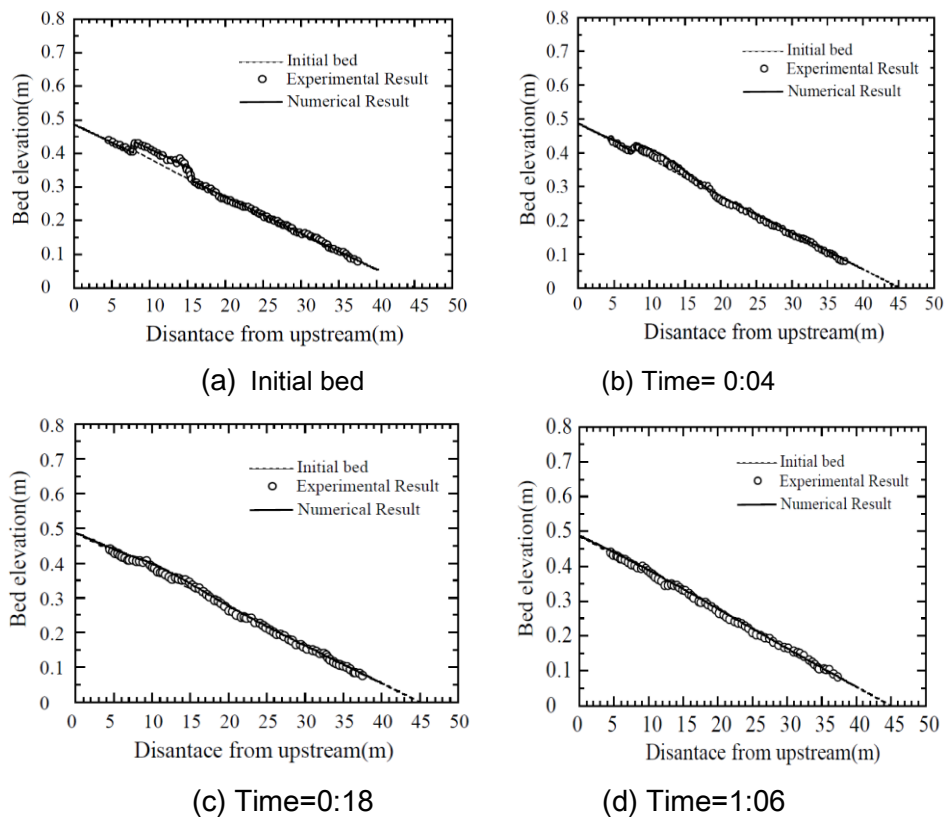 0.8
0.7
0.6
0.5
0.4
0.3
0.2
0.1
0
Bed elevation(m)
Initial bed
Experimental Result
Numerical Result
0 5 10 15 20 25 30 35 40 45 50
Disantace from upstream(m)
(a) Initial bed
0.8
0.7
0.6
0.5
0.4
0.3
0.2
0.1
0
Bed elevation(m)
Initial bed
Experimental Result
Numerical Result
0 5 10 15 20 25 30 35 40 45 50
Disantace from upstream(m)
(b) Time= 0:04
0.8
0.7
0.6
0.5
0.4
0.3
0.2
0.1
0
Bed elevation(m)
Initial bed
Experimental Result
Numerical Result
0 5 10 15 20 25 30 35 40 45 50
Disantace from upstream(m)
(c) Time=0:18
0.8
0.7
0.6
0.5
0.4
0.3
0.2
0.1
0
Bed elevation(m)
Initial bed
Experimental Result
Numerical Result
0 5 10 15 20 25 30 35 40 45 50
Disantace from upstream(m)
(d) Time=1:06